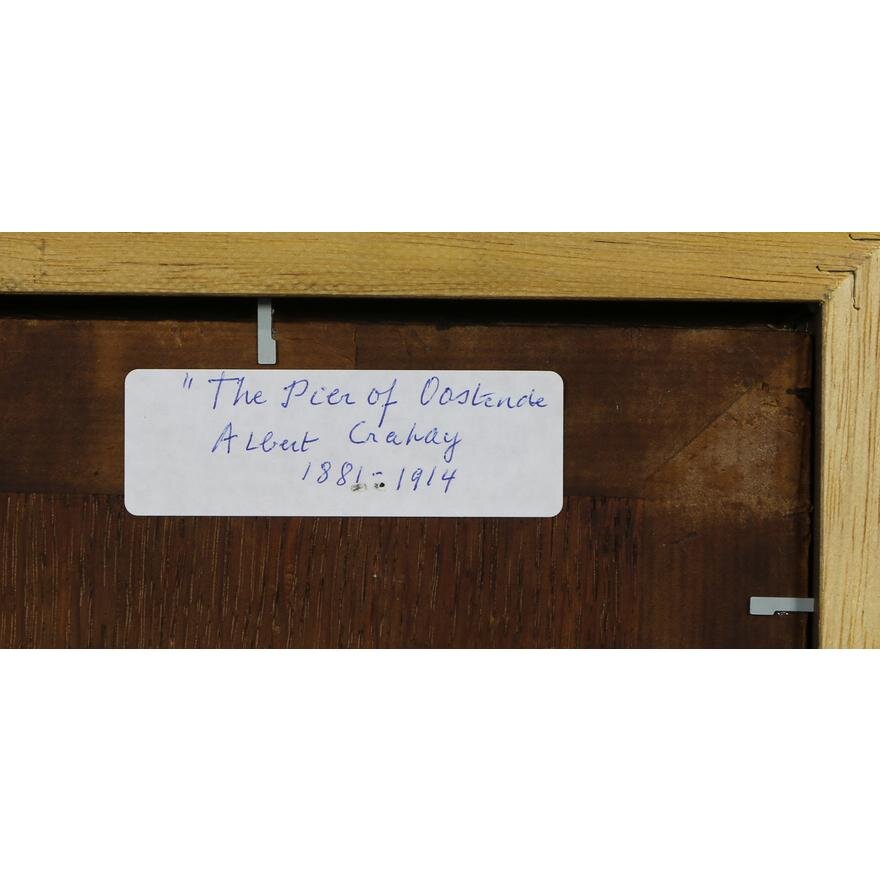 " The Pier of Oostende
Albert Crahay
1881 - 1914